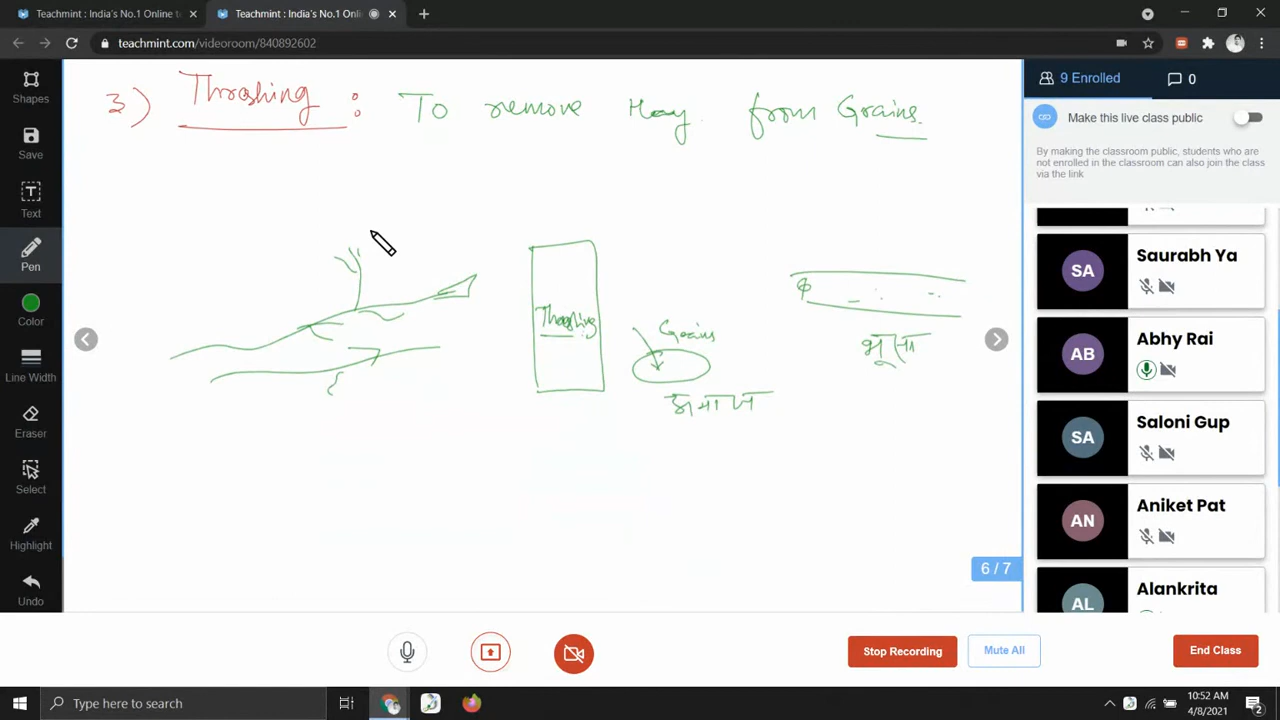 Teachmint : India's No.1 Online t
Teachmint : India's No.1 Onl
teachmint.com/videoroom/840892602
Shapes
Save
Text
Pen
Color
Line Width
Eraser
Select
Highlight
Undo
3) Thrashing : To remove Hay from Grains.
Thrashing
Grains
अनाज
भूसा
6 / 7
9 Enrolled
0
Make this live class public
By making the classroom public, students who are
not enrolled in the classroom can also join the class
via the link
SA
Saurabh Ya
AB
Abhy Rai
SA
Saloni Gup
AN
Aniket Pat
AL
Alankrita
Stop Recording
Mute All
End Class
Type here to search
10:52 AM
4/8/2021
2